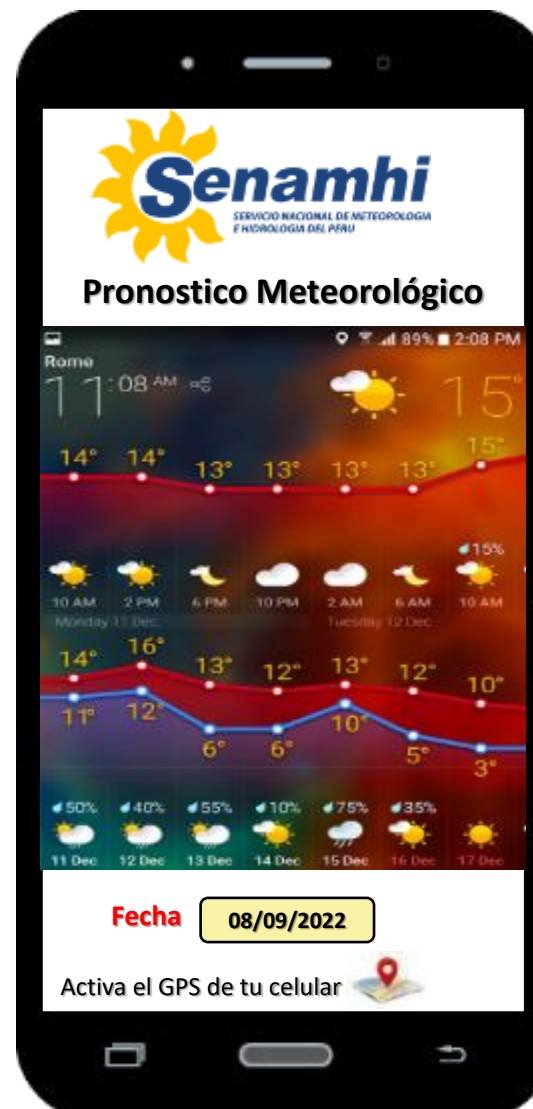 Senamhi
SERVICIO NACIONAL DE METEOROLOGIA
E HIDROLOGIA DEL PERU
Pronostico Meteorológico
89% 2:08 PM
Rome
11:08 AM 15°
14° 14° 13° 13° 13° 13° 15°
15%
10 AM 2 PM 6 PM 10 PM 2 AM 6 AM 10 AM
Monday 11 Dec Tuesday 12 Dec
14° 16° 13° 12° 13° 12° 10°
11° 12° 6° 6° 10° 5° 3°
50% 40% 55% 10% 75% 35%
11 Dec 12 Dec 13 Dec 14 Dec 15 Dec 16 Dec 17 Dec
Fecha 08/09/2022
Activa el GPS de tu celular